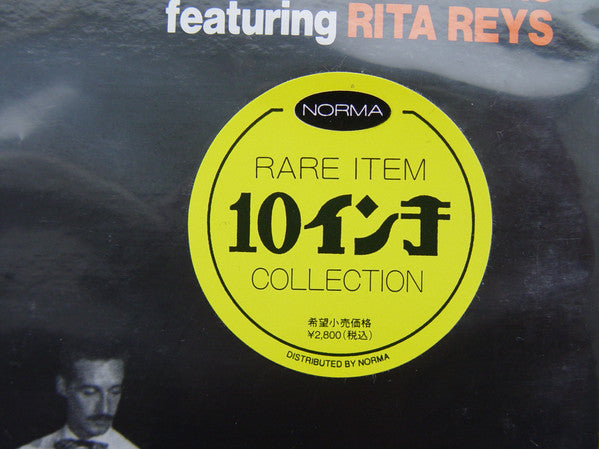 featuring RITA REYS
NORMA
RARE ITEM
10インチ
COLLECTION
希望小売価格
¥2,800(税込)
DISTRIBUTED BY NORMA